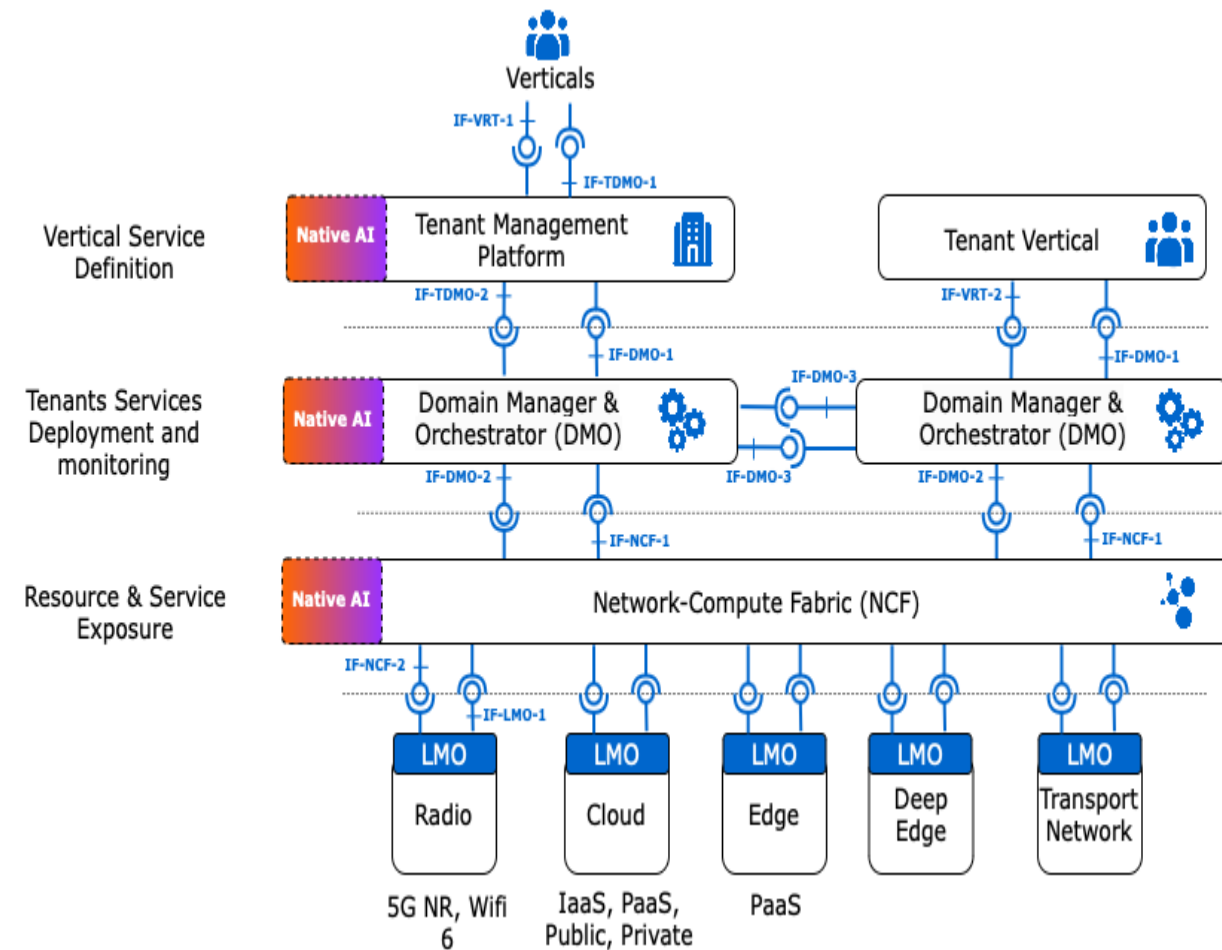 Verticals
IF-VRT-1
IF-TDMO-1
Vertical Service
Definition
Native AI
Tenant Management
Platform
Tenant Vertical
IF-TDMO-2
IF-VRT-2
IF-DMO-1
IF-DMO-1
Tenants Services
Deployment and
monitoring
Native AI
Domain Manager &
Orchestrator (DMO)
IF-DMO-3
IF-DMO-3
Domain Manager &
Orchestrator (DMO)
IF-DMO-2
IF-DMO-2
IF-NCF-1
IF-NCF-1
Resource & Service
Exposure
Native AI
Network-Compute Fabric (NCF)
IF-NCF-2
IF-LMO-1
LMO
Radio
LMO
Cloud
LMO
Edge
LMO
Deep
Edge
LMO
Transport
Network
5G NR, Wifi
6
IaaS, PaaS,
Public, Private
PaaS